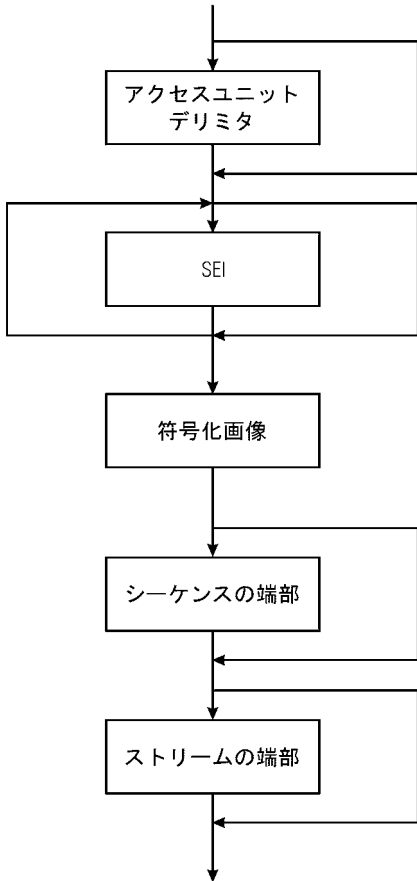 アクセスユニット
デリミタ
SEI
符号化画像
シーケンスの端部
ストリームの端部